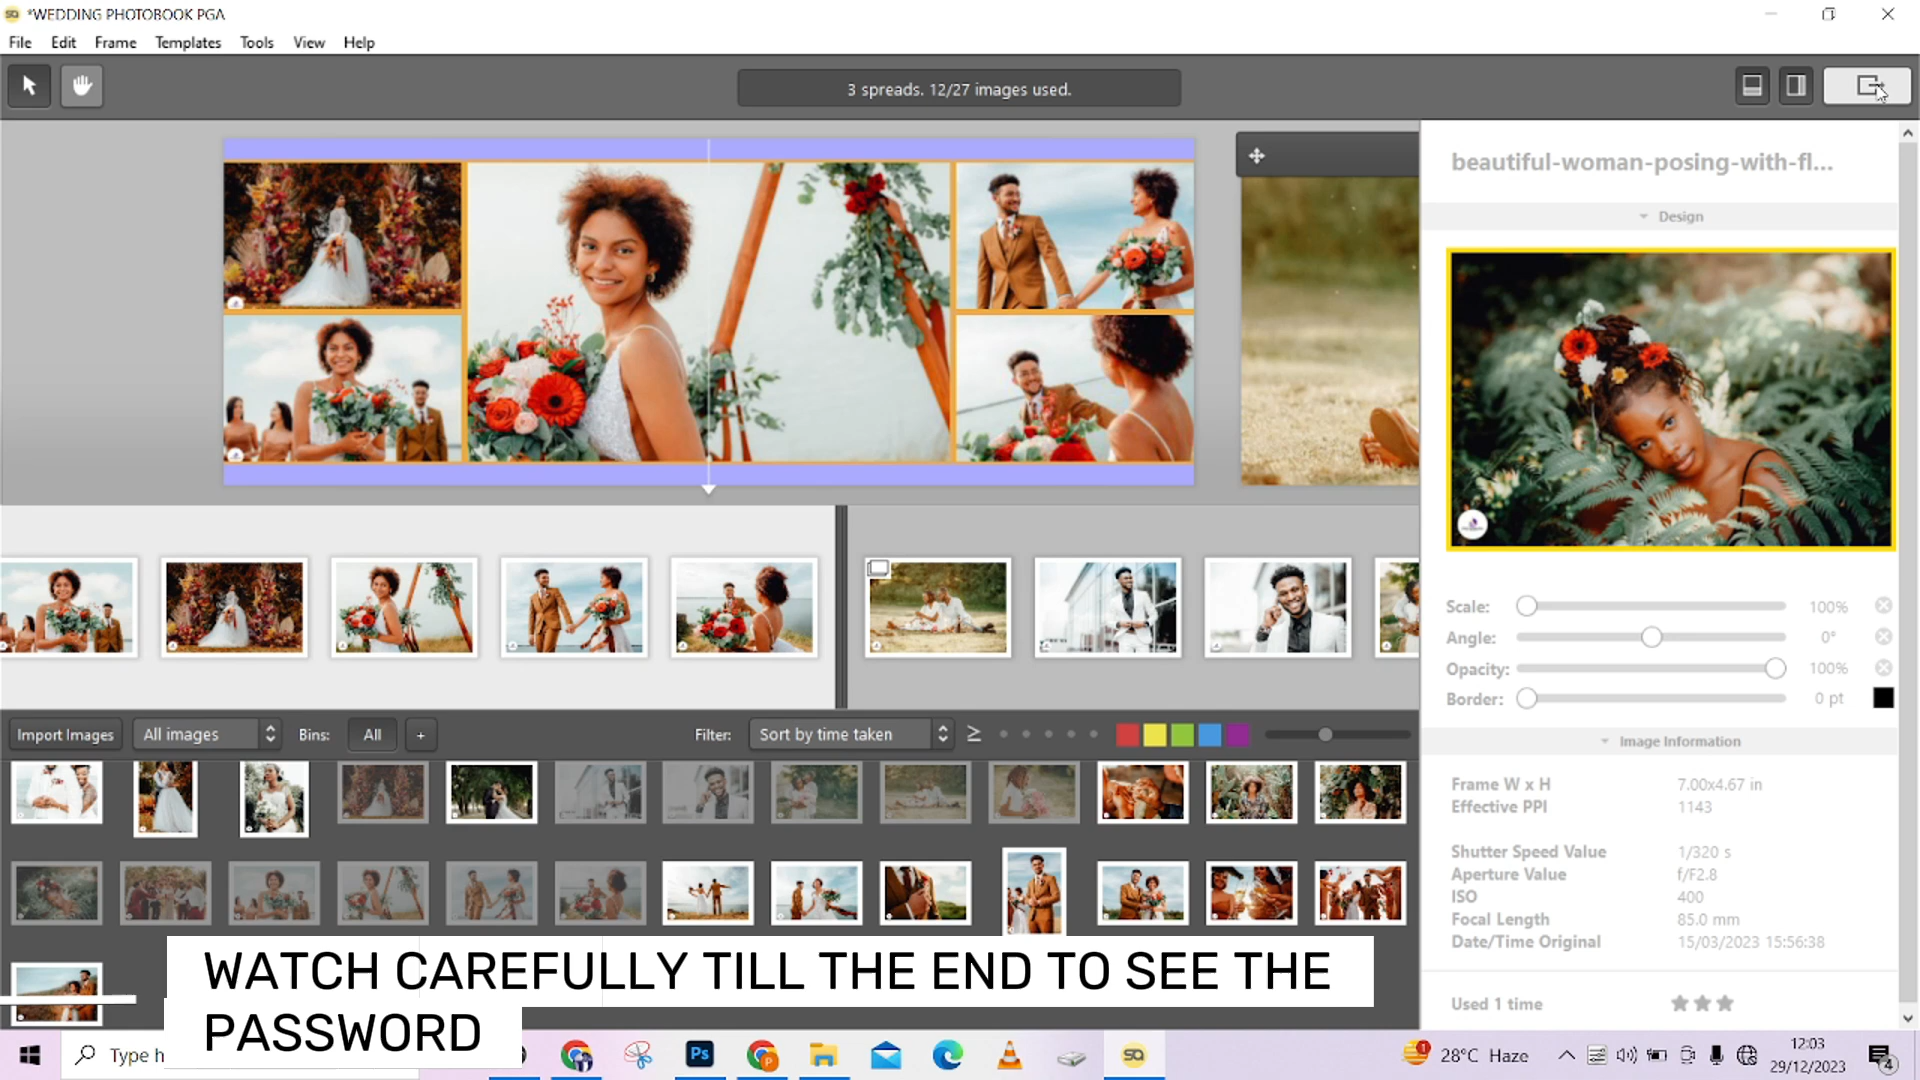 *WEDDING PHOTOBOOK PGA
File Edit Frame Templates Tools View Help
3 spreads. 12/27 images used.
beautiful-woman-posing-with-fl...
Design
Scale: 100%
Angle: 0°
Opacity: 100%
Border: 0 pt
Import Images All images Bins: All + Filter: Sort by time taken ≥
Image Information
Frame W x H 7.00x4.67 in
Effective PPI 1143
Shutter Speed Value 1/320 s
Aperture Value f/F2.8
ISO 400
Focal Length 85.0 mm
Date/Time Original 15/03/2023 15:56:38
Used 1 time
WATCH CAREFULLY TILL THE END TO SEE THE
PASSWORD
Type h
Ps
SQ
1
28°C Haze
12:03
29/12/2023
4